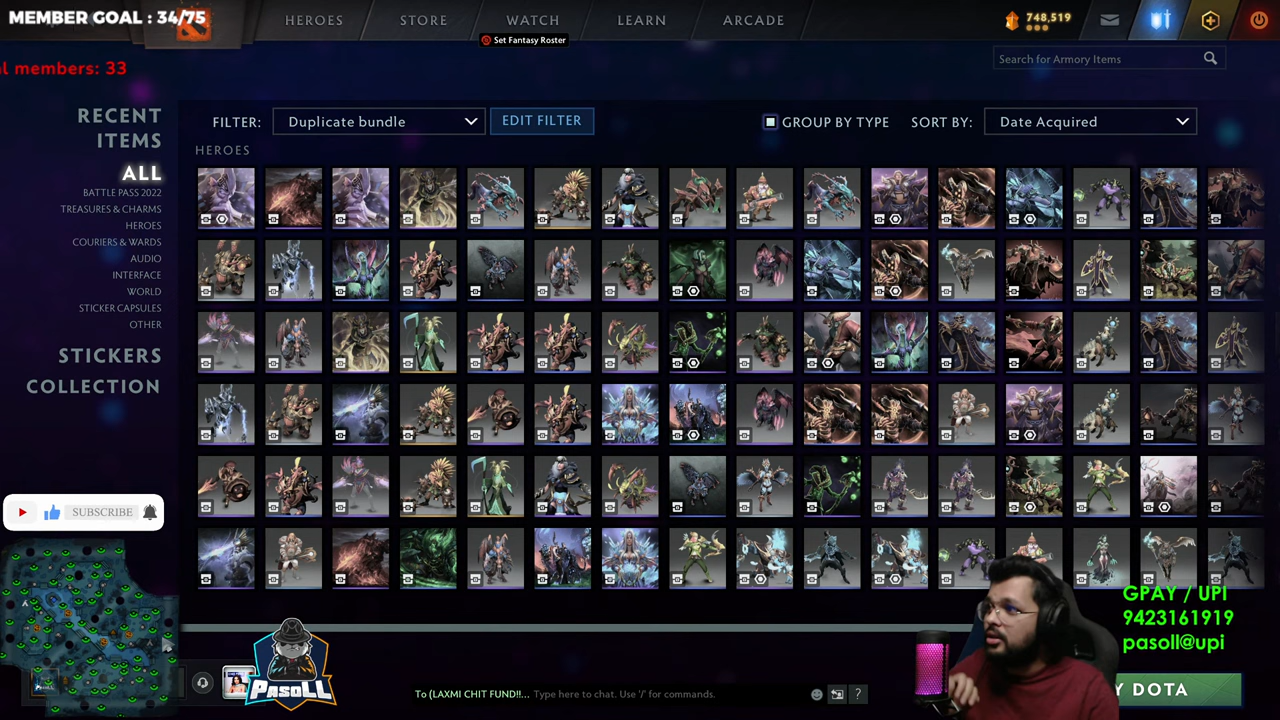 MEMBER GOAL : 34/75
HEROES
STORE
WATCH
LEARN
ARCADE
748,519
Set Fantasy Roster
l members: 33
Search for Armory Items
RECENT
ITEMS
FILTER:
Duplicate bundle
EDIT FILTER
GROUP BY TYPE
SORT BY:
Date Acquired
HEROES
ALL
BATTLE PASS 2022
TREASURES & CHARMS
HEROES
COURIERS & WARDS
AUDIO
INTERFACE
WORLD
STICKER CAPSULES
OTHER
STICKERS
COLLECTION
SUBSCRIBE
GPAY / UPI
9423161919
pasoll@upi
PASOLL
To (LAXMI CHIT FUND!!... Type here to chat. Use '/' for commands.
?
Y DOTA